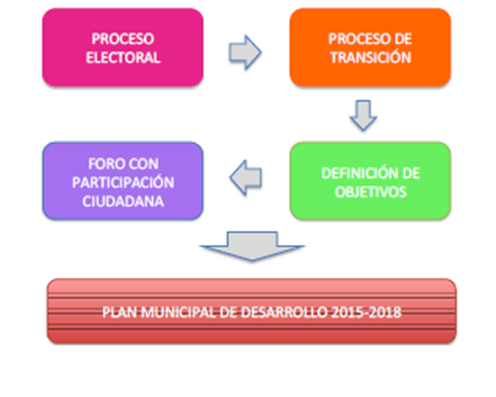 PROCESO
ELECTORAL
PROCESO DE
TRANSICIÓN
DEFINICIÓN DE
OBJETIVOS
FORO CON
PARTICIPACIÓN
CIUDADANA
PLAN MUNICIPAL DE DESARROLLO 2015-2018